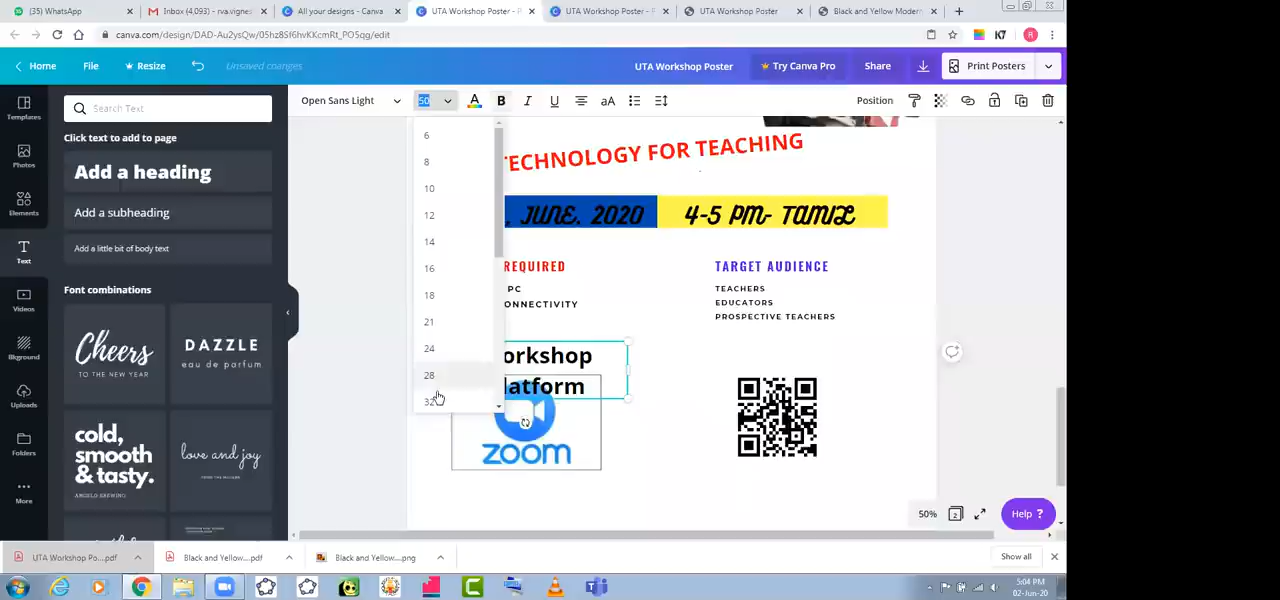 (35) WhatsApp
Inbox (4,093) - rva.vignes
All your designs - Canva
UTA Workshop Poster - P
UTA Workshop Poster - P
UTA Workshop Poster
Black and Yellow Modern
canva.com/design/DAD-Au2ysQw/05hz8Sf6hvKKcmRt_PO5qg/edit
Home
File
Resize
Unsaved changes
UTA Workshop Poster
Try Canva Pro
Share
Print Posters
Templates
Photos
Elements
Text
Videos
Bkground
Uploads
Folders
More
Search Text
Click text to add to page
Add a heading
Add a subheading
Add a little bit of body text
Font combinations
Cheers
TO THE NEW YEAR
DAZZLE
eau de parfum
cold,
smooth
& tasty.
love and joy
Open Sans Light
50
A
B
I
U
aA
Position
6
8
10
12
14
16
18
21
24
28
32
TECHNOLOGY FOR TEACHING
, JUNE, 2020
4-5 PM- TAMIL
REQUIRED
PC
ONNECTIVITY
TARGET AUDIENCE
TEACHERS
EDUCATORS
PROSPECTIVE TEACHERS
orkshop
latform
zoom
50%
2
Help ?
UTA Workshop Po....pdf
Black and Yellow....pdf
Black and Yellow....png
Show all
5:04 PM
02-Jun-20